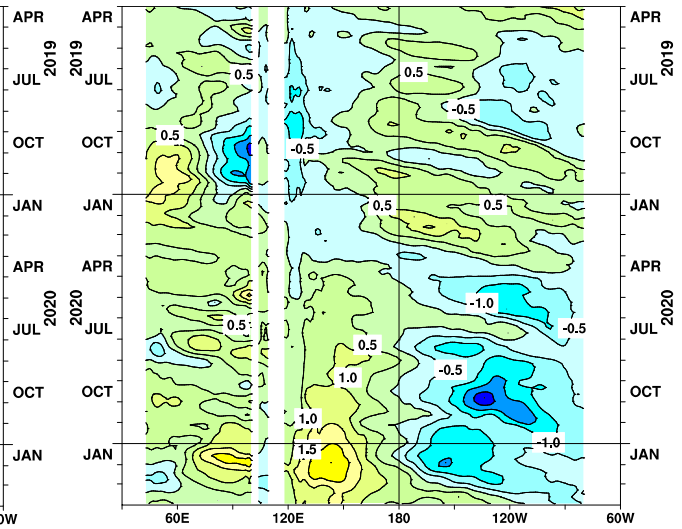 APR APR APR
2019 2019 2019
JUL 0.5 0.5 JUL JUL
-0.5
OCT OCT 0.5 -0.5 OCT
JAN JAN 0.5 0.5 JAN
APR APR APR
2020 2020 -1.0 2020
JUL JUL 0.5 -0.5 JUL
0.5
1.0 -0.5
OCT OCT OCT
1.0
1.5 -1.0
JAN JAN JAN
0W 60E 120E 180 120W 60W